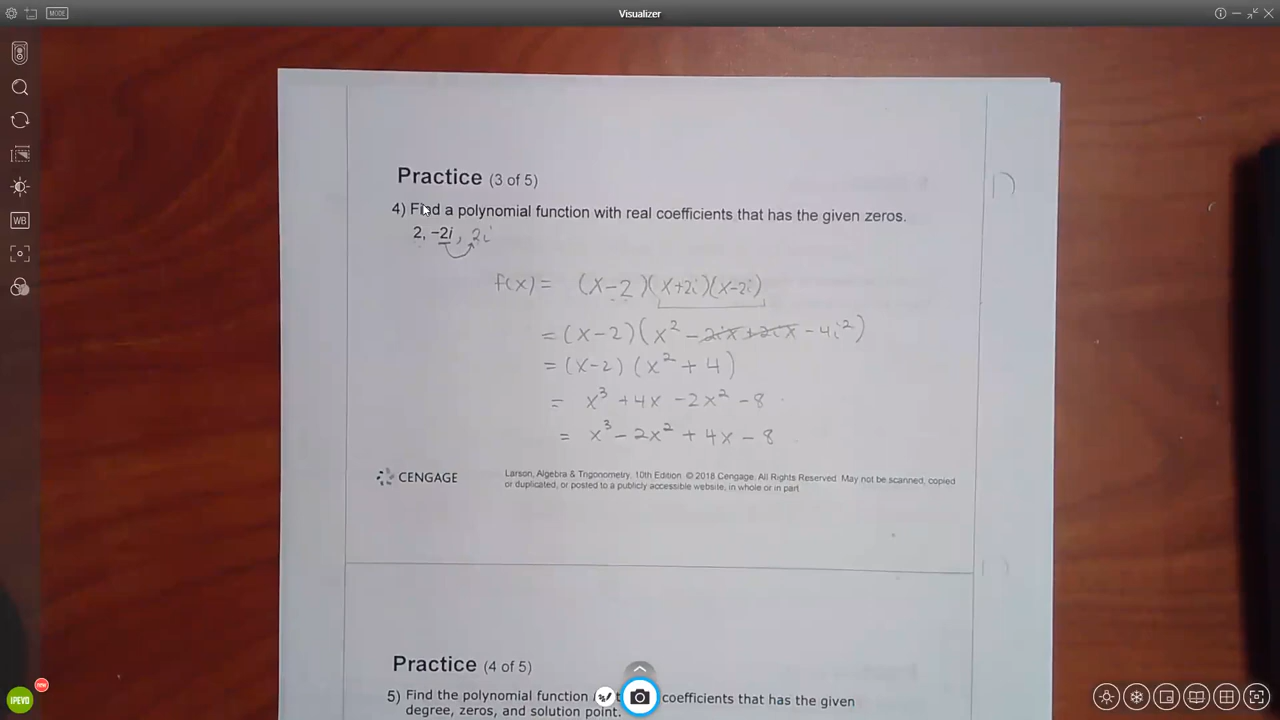 MODE
Visualizer
WB
Practice (3 of 5)
4) Find a polynomial function with real coefficients that has the given zeros.
2, −2i, 2i
f(x) = (x−2)(x+2i)(x−2i)
= (x−2)(x² − 2ix + 2ix − 4i²)
= (x−2)(x² + 4)
= x³ + 4x − 2x² − 8
= x³ − 2x² + 4x − 8
CENGAGE
Larson, Algebra & Trigonometry, 10th Edition. © 2018 Cengage. All Rights Reserved. May not be scanned, copied
or duplicated, or posted to a publicly accessible website, in whole or in part
Practice (4 of 5)
5) Find the polynomial function coefficients that has the given
degree, zeros, and solution point.
IPEVO
new